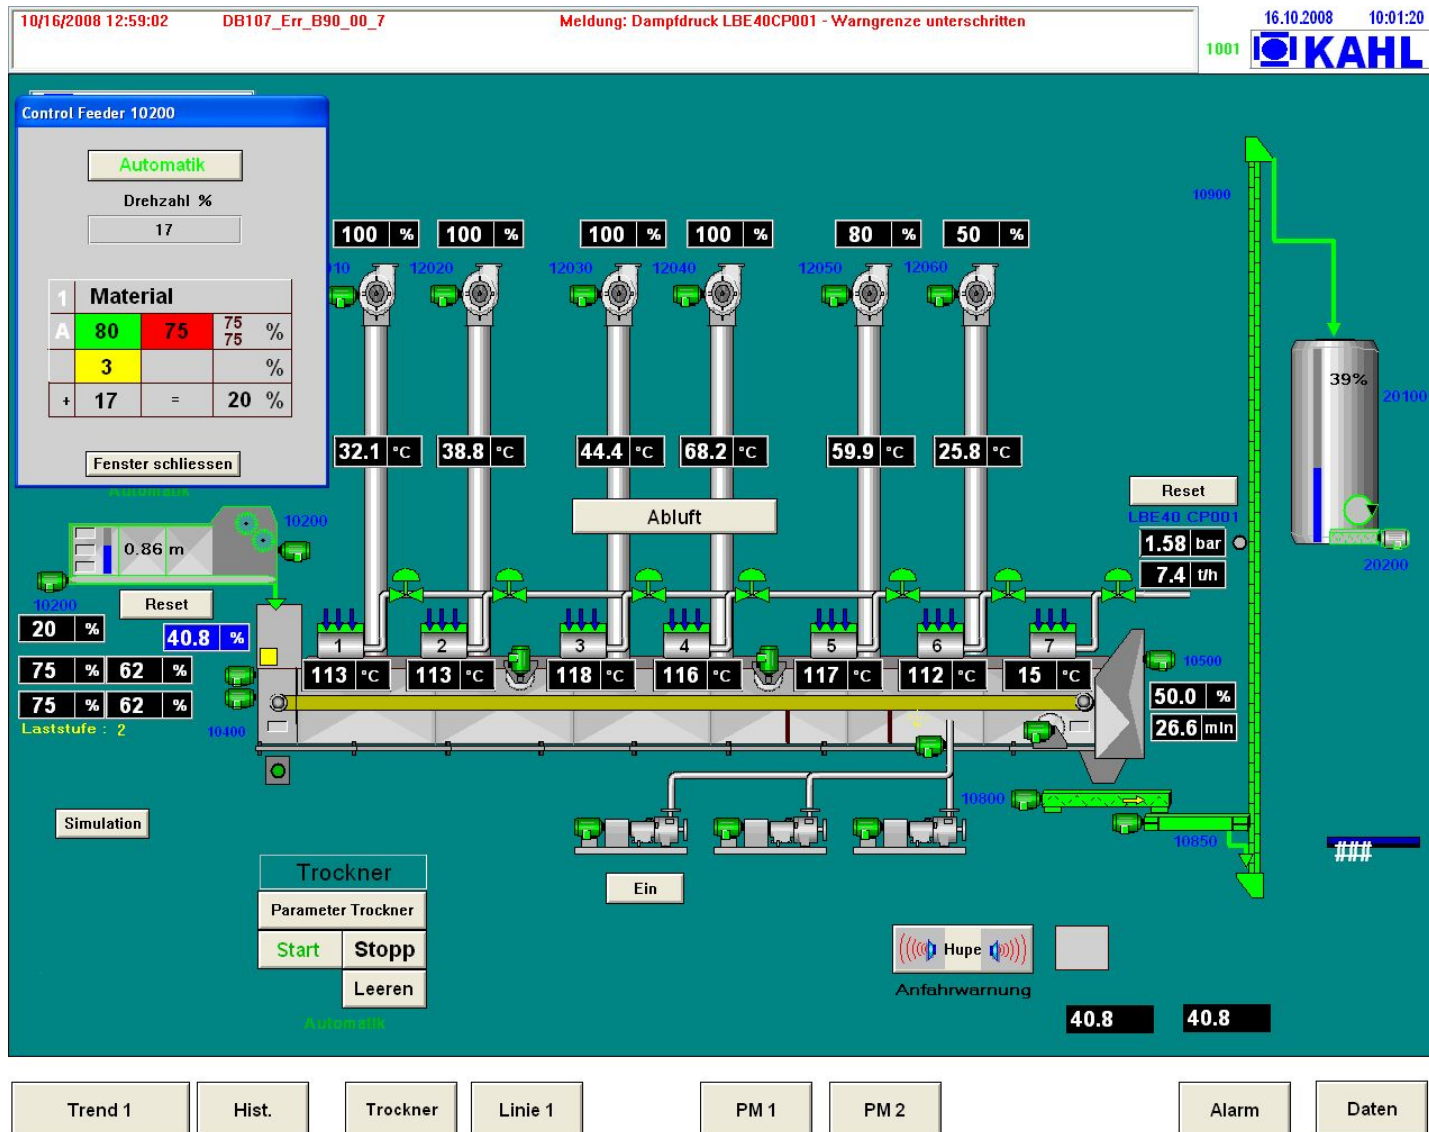 10/16/2008 12:59:02 DB107_Err_B90_00_7 Meldung: Dampfdruck LBE40CP001 - Warngrenze unterschritten
16.10.2008 10:01:20
1001 KAHL
Control Feeder 10200
Automatik
Drehzahl %
17
1 Material
A 80 75 75 75 %
3 %
+ 17 = 20 %
Fenster schliessen
Automatik
10900
100 % 100 % 100 % 100 % 80 % 50 %
010 12020 12030 12040 12050 12060
39%
20100
32.1 °C 38.8 °C 44.4 °C 68.2 °C 59.9 °C 25.8 °C
Abluft
Reset
LBE40 CP001
1.58 bar
7.4 t/h
20200
10200
0.86 m
10200
Reset
20 %
40.8 %
75 % 62 %
75 % 62 %
Laststufe : 2
10400
1 2 3 4 5 6 7
113 °C 113 °C 118 °C 116 °C 117 °C 112 °C 15 °C
10500
50.0 %
26.6 min
10800
10850
###
Simulation
Ein
Trockner
Parameter Trockner
Start Stopp
Leeren
Automatik
Hupe
Anfahrwarnung
40.8 40.8
Trend 1 Hist. Trockner Linie 1 PM 1 PM 2 Alarm Daten